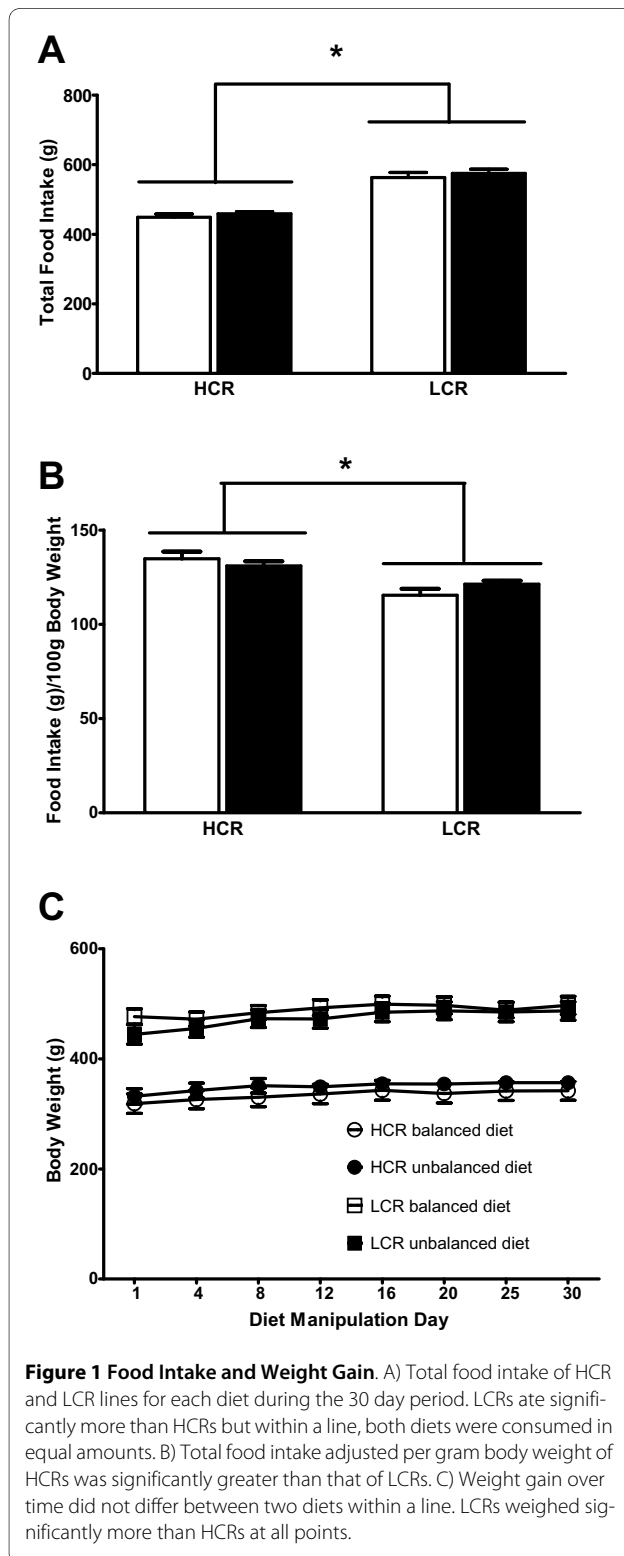 A
*
Total Food Intake (g)
800
600
400
200
0
HCR
LCR
B
*
Food Intake (g)/100g Body Weight
150
100
50
0
HCR
LCR
C
Body Weight (g)
600
400
200
0
HCR balanced diet
HCR unbalanced diet
LCR balanced diet
LCR unbalanced diet
1 4 8 12 16 20 25 30
Diet Manipulation Day
Figure 1 Food Intake and Weight Gain. A) Total food intake of HCR
and LCR lines for each diet during the 30 day period. LCRs ate signifi-
cantly more than HCRs but within a line, both diets were consumed in
equal amounts. B) Total food intake adjusted per gram body weight of
HCRs was significantly greater than that of LCRs. C) Weight gain over
time did not differ between two diets within a line. LCRs weighed sig-
nificantly more than HCRs at all points.